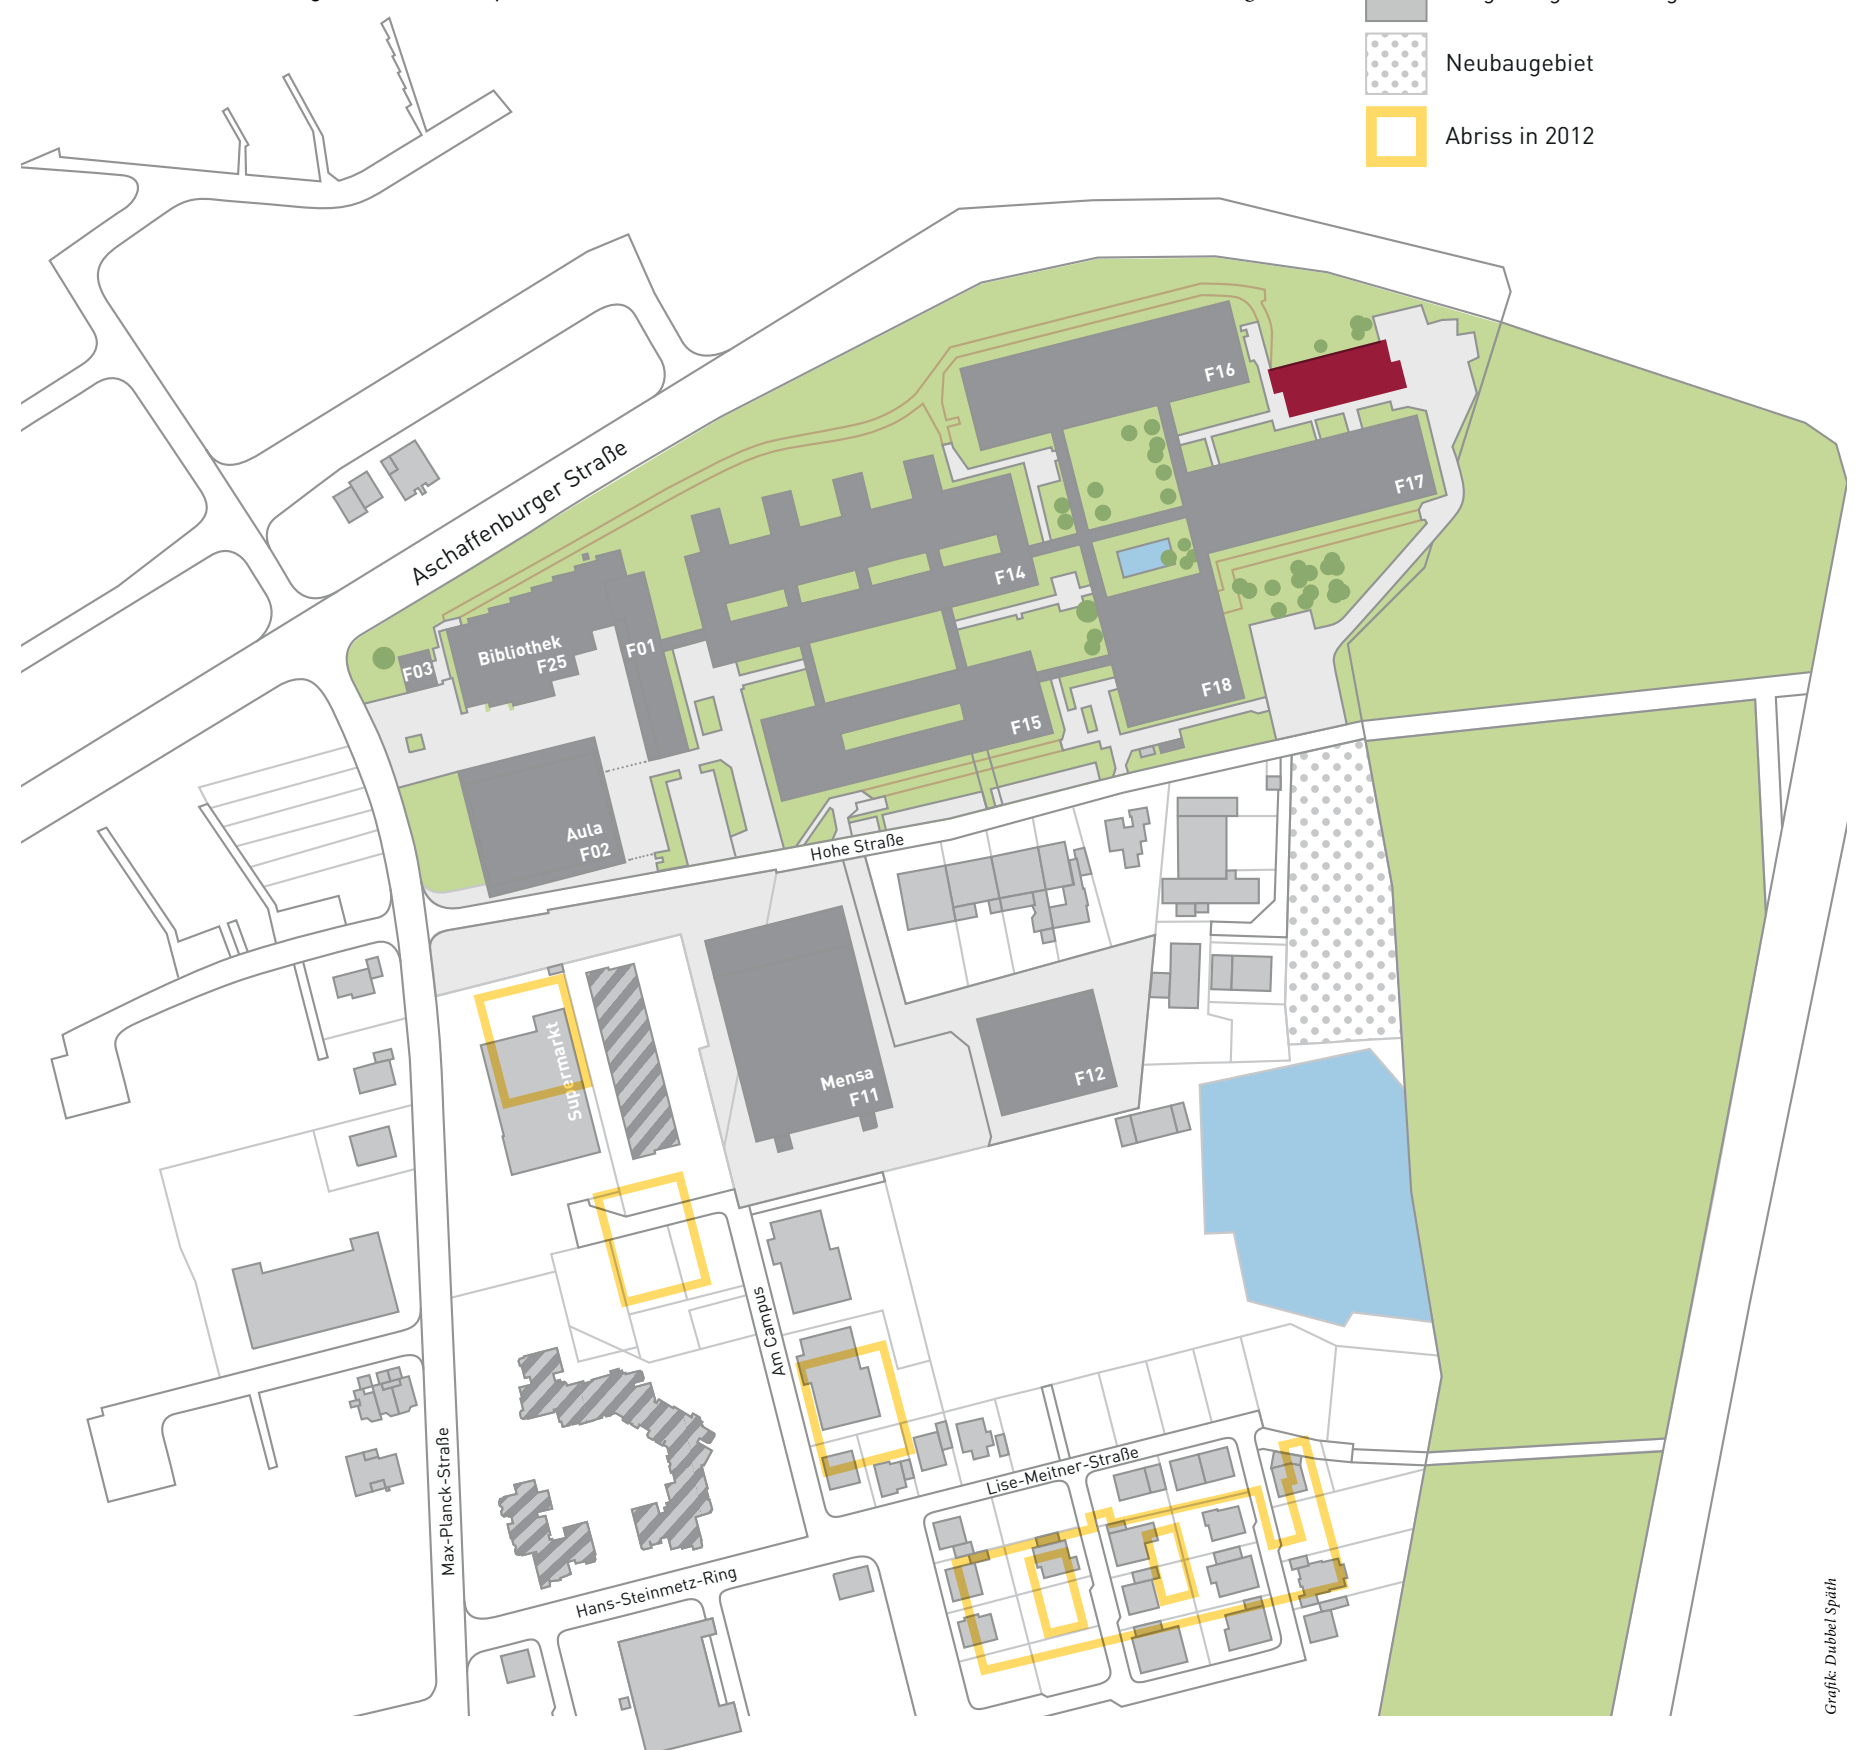 Neubaugebiet
Abriss in 2012
Aschaffenburger Straße
F16
F17
F14
Bibliothek
F25
F01
F03
F18
F15
Aula
F02
Hohe Straße
Supermarkt
Mensa
F11
F12
Am Campus
Max-Planck-Straße
Lise-Meitner-Straße
Hans-Steinmetz-Ring
Grafik: Dubbel Späth